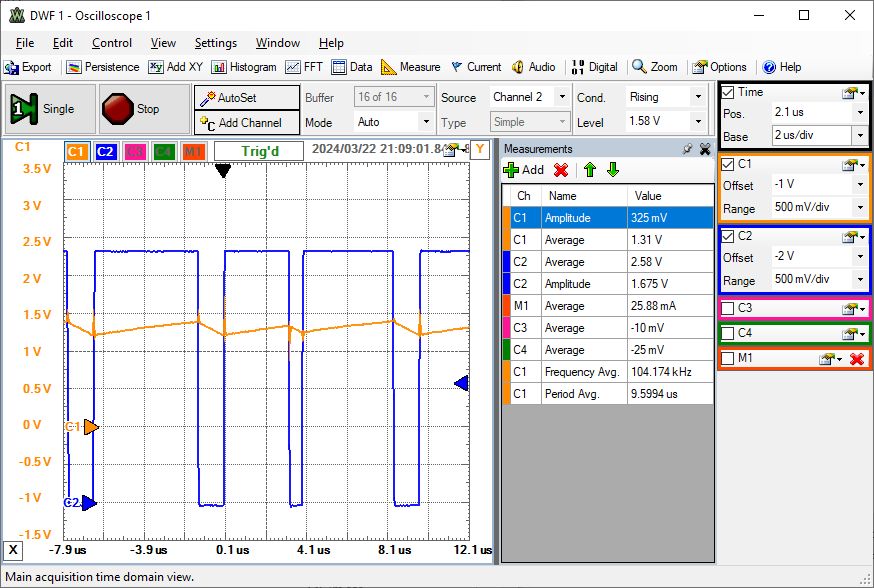 DWF 1 - Oscilloscope 1
File Edit Control View Settings Window Help
Export Persistence Add XY Histogram FFT Data Measure Current Audio Digital Zoom Options Help
Single Stop AutoSet Buffer 16 of 16 Source Channel 2 Cond. Rising
Add Channel Mode Auto Type Simple Level 1.58 V
C1 C1 C2 C3 C4 M1 Trig'd 2024/03/22 21:09:01.8 Y
3.5 V
3 V
2.5 V
2 V
1.5 V
1 V
0.5 V
0 V C1
-0.5 V
-1 V C2
-1.5 V
X -7.9 us -3.9 us 0.1 us 4.1 us 8.1 us 12.1 us
Measurements
Add
Ch Name Value
C1 Amplitude 325 mV
C1 Average 1.31 V
C2 Average 2.58 V
C2 Amplitude 1.675 V
M1 Average 25.88 mA
C3 Average -10 mV
C4 Average -25 mV
C1 Frequency Avg. 104.174 kHz
C1 Period Avg. 9.5994 us
Time
Pos. 2.1 us
Base 2 us/div
C1
Offset -1 V
Range 500 mV/div
C2
Offset -2 V
Range 500 mV/div
C3
C4
M1
Main acquisition time domain view.